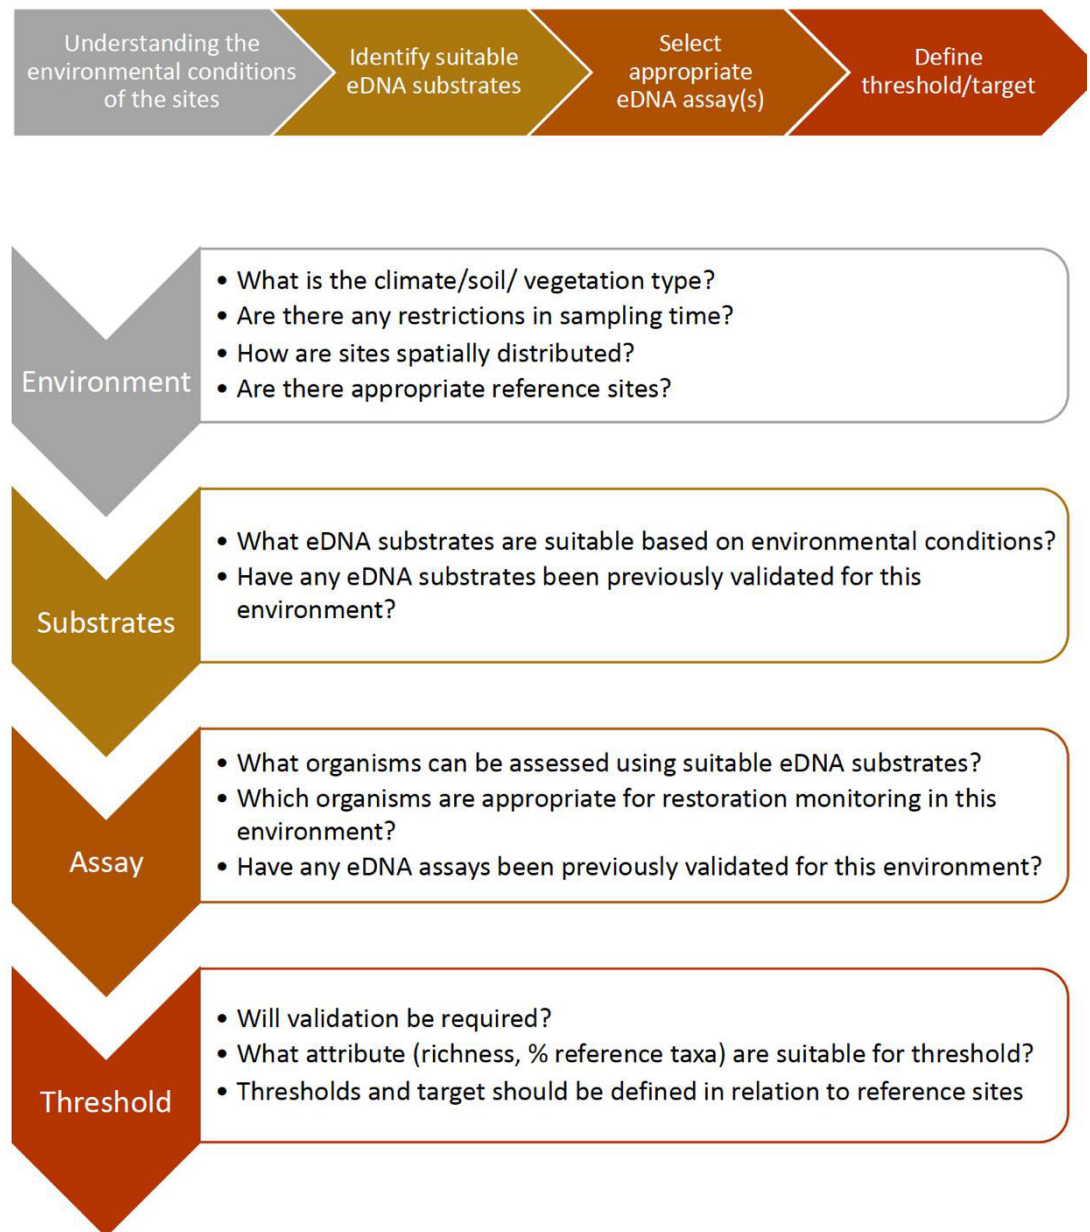 Understanding the
environmental conditions
of the sites
Identify suitable
eDNA substrates
Select
appropriate
eDNA assay(s)
Define
threshold/target
Environment
• What is the climate/soil/ vegetation type?
• Are there any restrictions in sampling time?
• How are sites spatially distributed?
• Are there appropriate reference sites?
Substrates
• What eDNA substrates are suitable based on environmental conditions?
• Have any eDNA substrates been previously validated for this
environment?
Assay
• What organisms can be assessed using suitable eDNA substrates?
• Which organisms are appropriate for restoration monitoring in this
environment?
• Have any eDNA assays been previously validated for this environment?
Threshold
• Will validation be required?
• What attribute (richness, % reference taxa) are suitable for threshold?
• Thresholds and target should be defined in relation to reference sites